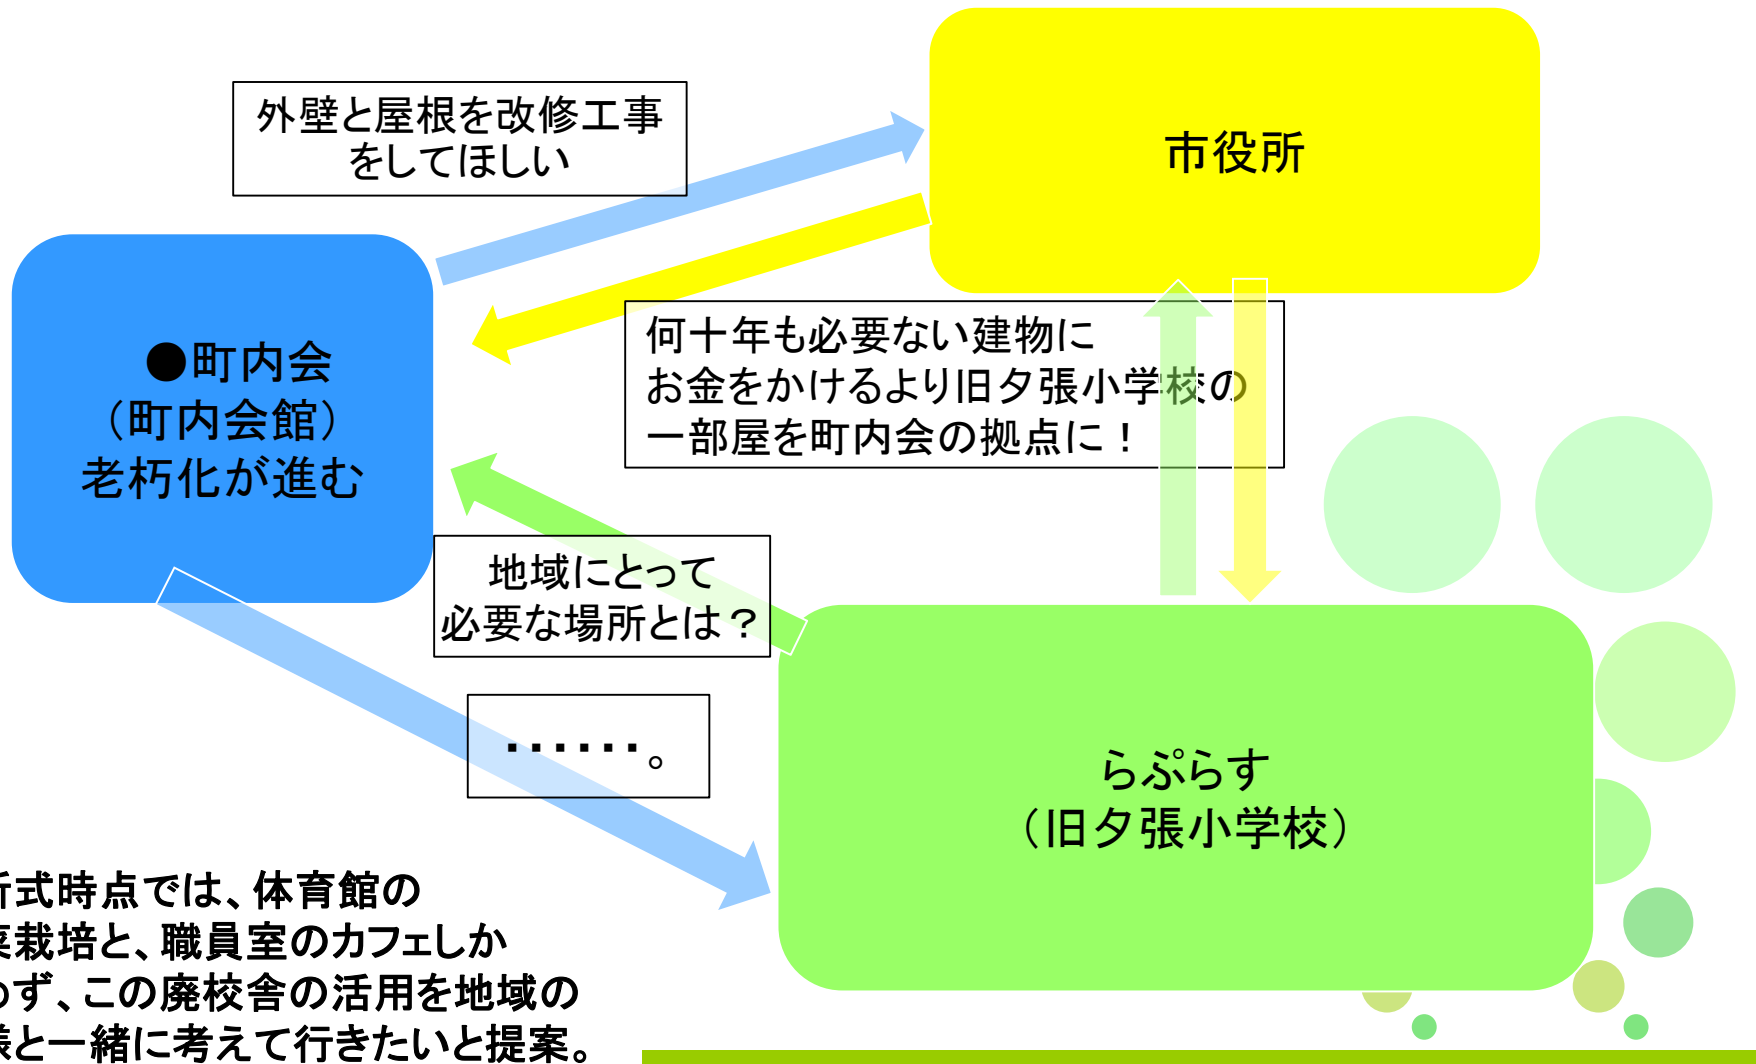 外壁と屋根を改修工事
をしてほしい
市役所
●町内会
（町内会館）
老朽化が進む
何十年も必要ない建物に
お金をかけるより旧夕張小学校の
一部屋を町内会の拠点に！
地域にとって
必要な場所とは？
・・・・・・。
らぷらす
（旧夕張小学校）
式時点では、体育館の
栽培と、職員室のカフェしか
ず、この廃校舎の活用を地域の
と一緒に考えて行きたいと提案。